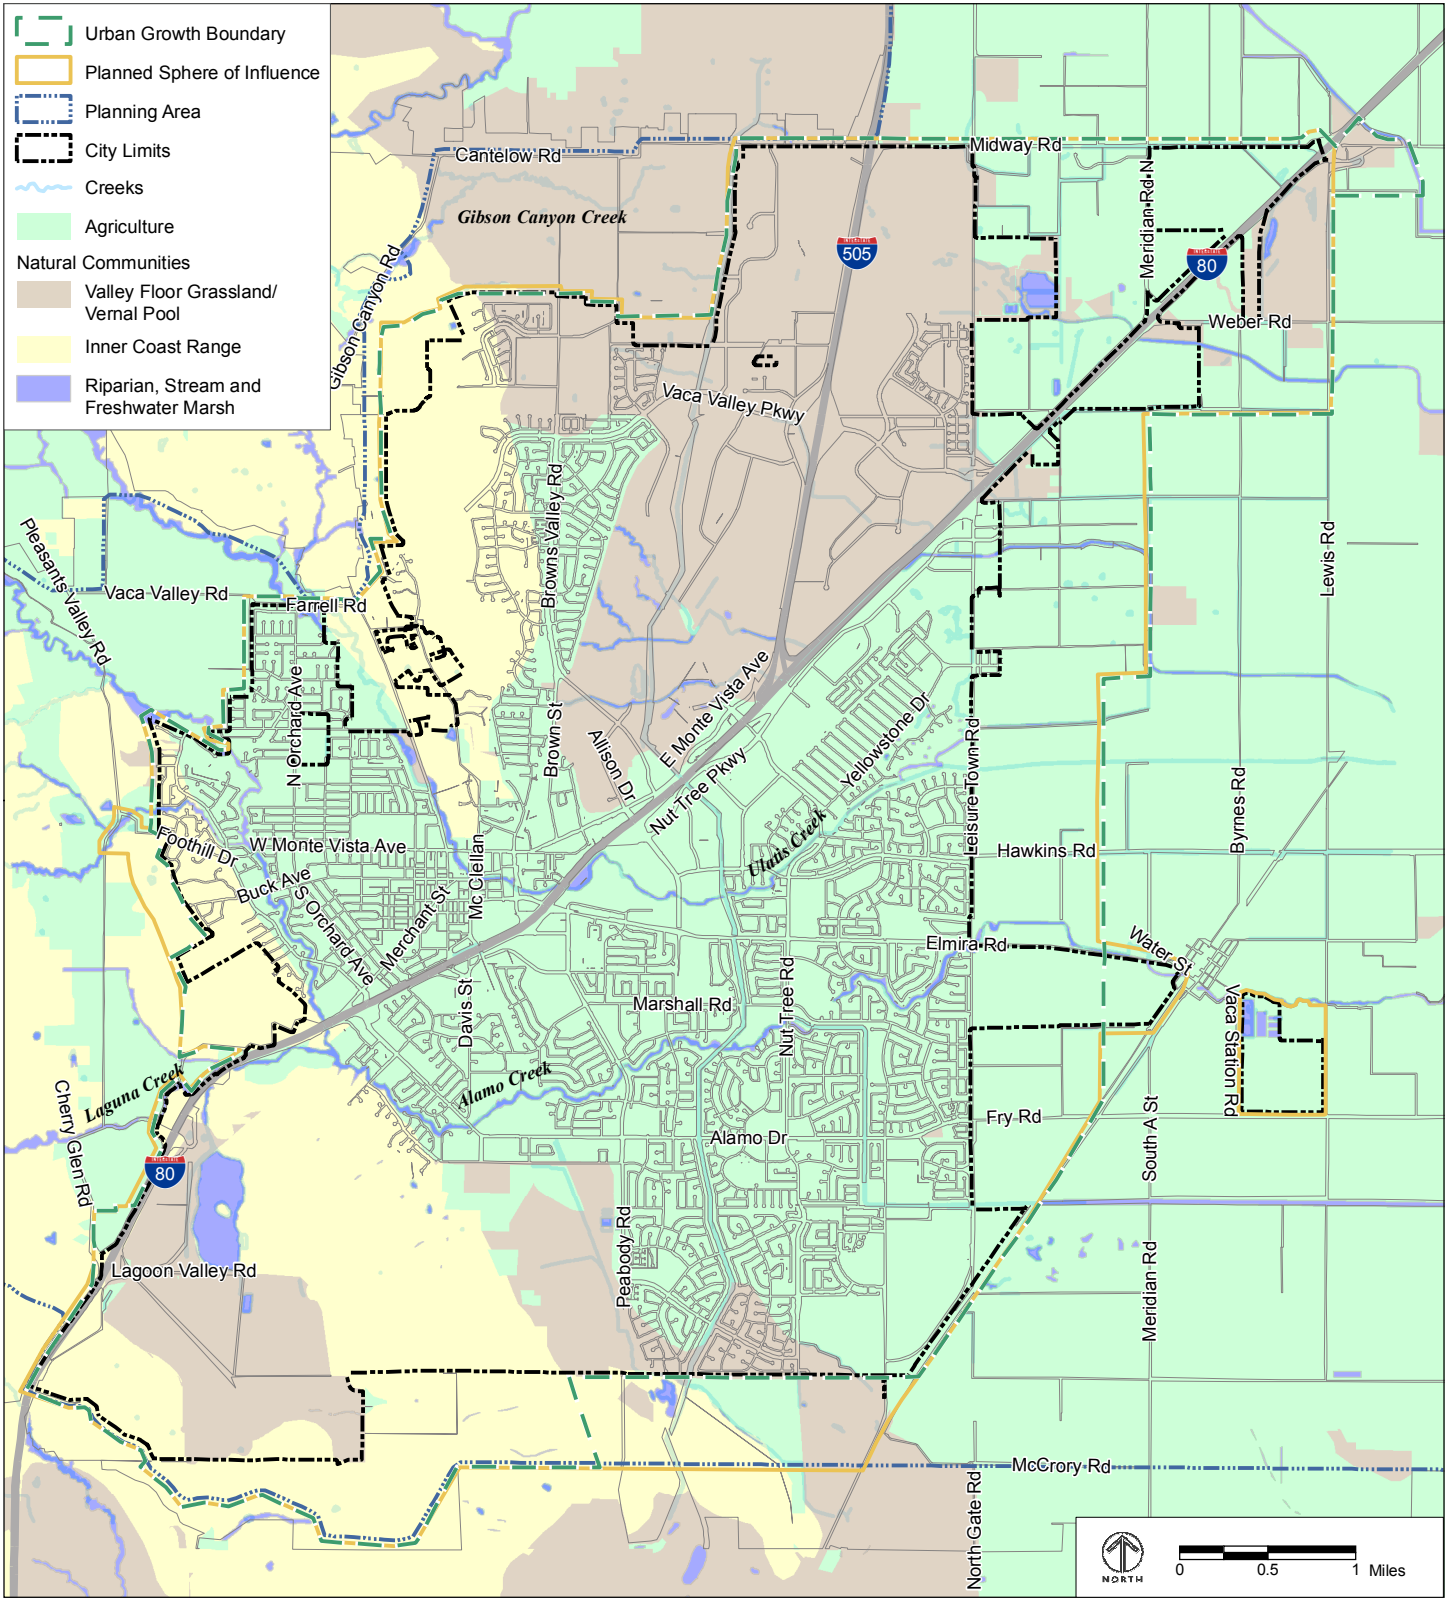 Urban Growth Boundary
Planned Sphere of Influence
Planning Area
City Limits
Creeks
Agriculture
Natural Communities
Valley Floor Grassland/
Vernal Pool
Inner Coast Range
Riparian, Stream and
Freshwater Marsh
Cantelow Rd
Midway Rd
Gibson Canyon Creek
Gibson Canyon Rd
INTERSTATE
505
Meridian Rd N
INTERSTATE
80
Weber Rd
Vaca Valley Pkwy
Browns Valley Rd
Pleasants Valley Rd
Vaca Valley Rd
Farrell Rd
Lewis Rd
N Orchard Ave
Brown St
Allison Dr
E Monte Vista Ave
Nut Tree Pkwy
Yellowstone Dr
Leisure Town Rd
Byrnes Rd
Ulatis Creek
Foothill Dr
W Monte Vista Ave
Buck Ave
S Orchard Ave
Merchant St
Mc Clellan
Hawkins Rd
Elmira Rd
Water St
Davis St
Marshall Rd
Nut Tree Rd
Vaca Station Rd
Laguna Creek
Alamo Creek
Cherry Glen Rd
Alamo Dr
Fry Rd
South A St
INTERSTATE
80
Lagoon Valley Rd
Peabody Rd
Meridian Rd
McCrory Rd
North Gate Rd
NORTH
0 0.5 1 Miles